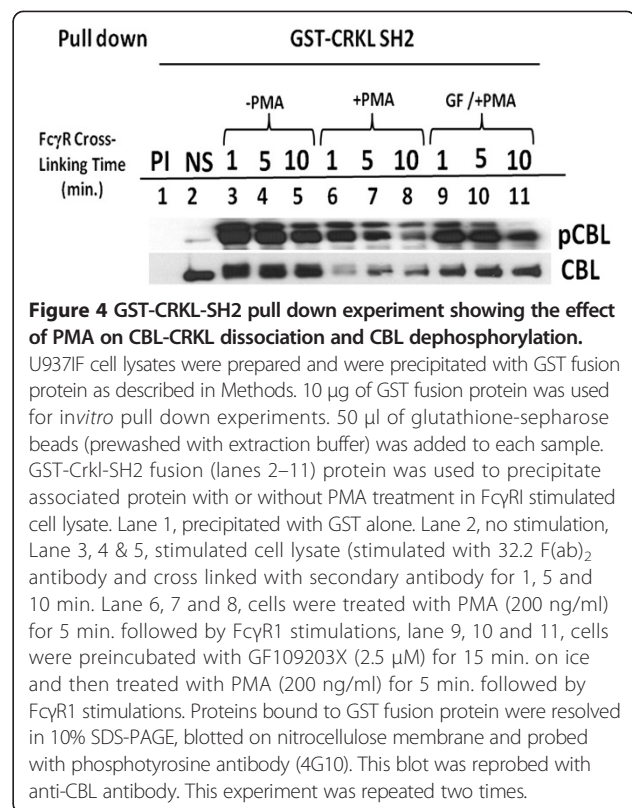 Pull down
GST-CRKL SH2
-PMA +PMA GF /+PMA
FcγR Cross-
Linking Time
(min.)
PI NS 1 5 10 1 5 10 1 5 10
1 2 3 4 5 6 7 8 9 10 11
pCBL
CBL
Figure 4 GST-CRKL-SH2 pull down experiment showing the effect
of PMA on CBL-CRKL dissociation and CBL dephosphorylation.
U937IF cell lysates were prepared and were precipitated with GST fusion
protein as described in Methods. 10 μg of GST fusion protein was used
for invitro pull down experiments. 50 μl of glutathione-sepharose
beads (prewashed with extraction buffer) was added to each sample.
GST-Crkl-SH2 fusion (lanes 2–11) protein was used to precipitate
associated protein with or without PMA treatment in FcγRI stimulated
cell lysate. Lane 1, precipitated with GST alone. Lane 2, no stimulation,
Lane 3, 4 & 5, stimulated cell lysate (stimulated with 32.2 F(ab)2
antibody and cross linked with secondary antibody for 1, 5 and
10 min. Lane 6, 7 and 8, cells were treated with PMA (200 ng/ml)
for 5 min. followed by FcγR1 stimulations, lane 9, 10 and 11, cells
were preincubated with GF109203X (2.5 μM) for 15 min. on ice
and then treated with PMA (200 ng/ml) for 5 min. followed by
FcγR1 stimulations. Proteins bound to GST fusion protein were resolved
in 10% SDS-PAGE, blotted on nitrocellulose membrane and probed
with phosphotyrosine antibody (4G10). This blot was reprobed with
anti-CBL antibody. This experiment was repeated two times.